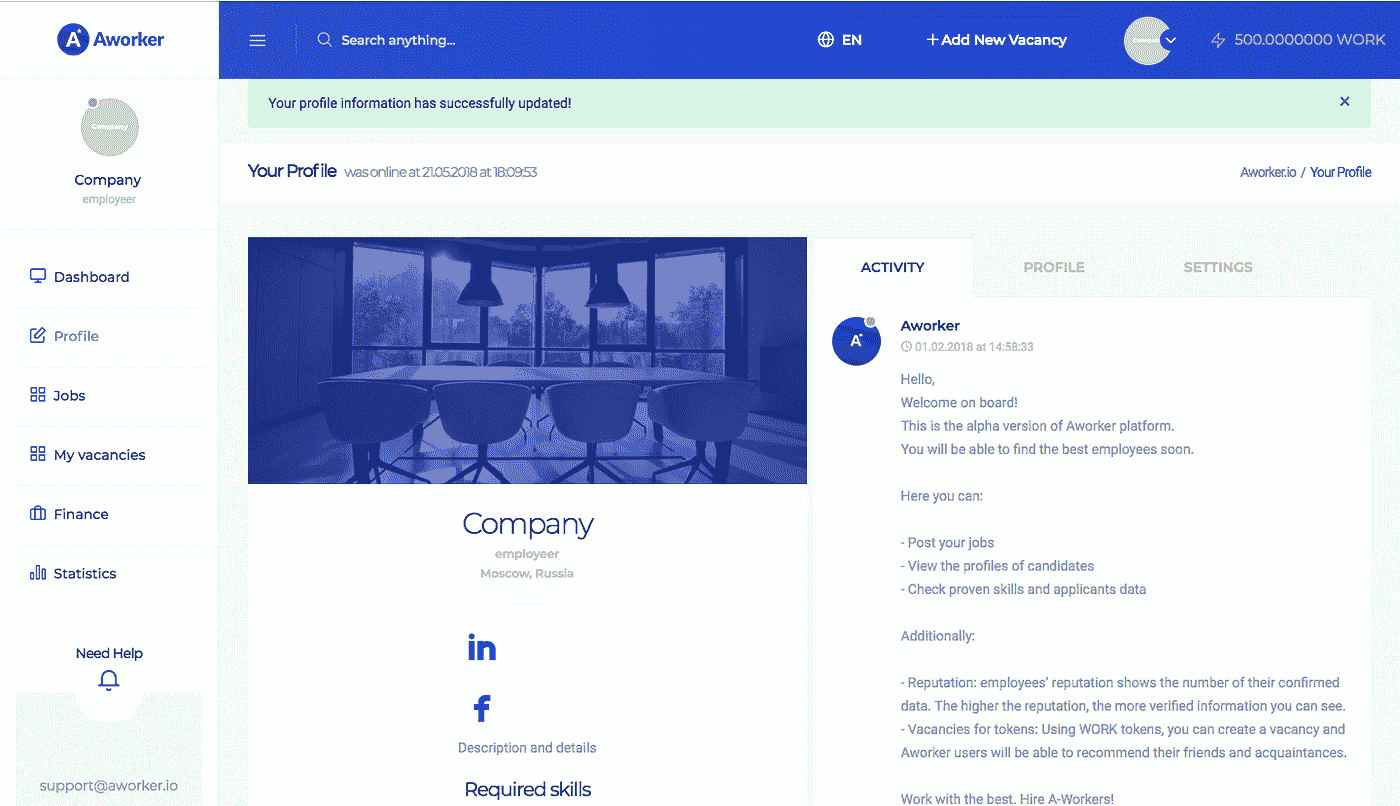 Aworker
Search anything...
EN
+Add New Vacancy
Company
500.0000000 WORK
Company
Company
employeer
Dashboard
Profile
Jobs
My vacancies
Finance
Statistics
Need Help
support@aworker.io
Your profile information has successfully updated!
×
Your Profile was online at 21.05.2018 at 18:09:53
Aworker.io / Your Profile
Company
employeer
Moscow, Russia
in
f
Description and details
Required skills
ACTIVITY
PROFILE
SETTINGS
A
Aworker
01.02.2018 at 14:58:33
Hello,
Welcome on board!
This is the alpha version of Aworker platform.
You will be able to find the best employees soon.
Here you can:
- Post your jobs
- View the profiles of candidates
- Check proven skills and applicants data
Additionally:
- Reputation: employees’ reputation shows the number of their confirmed
data. The higher the reputation, the more verified information you can see.
- Vacancies for tokens: Using WORK tokens, you can create a vacancy and
Aworker users will be able to recommend their friends and acquaintances.
Work with the best. Hire A-Workers!